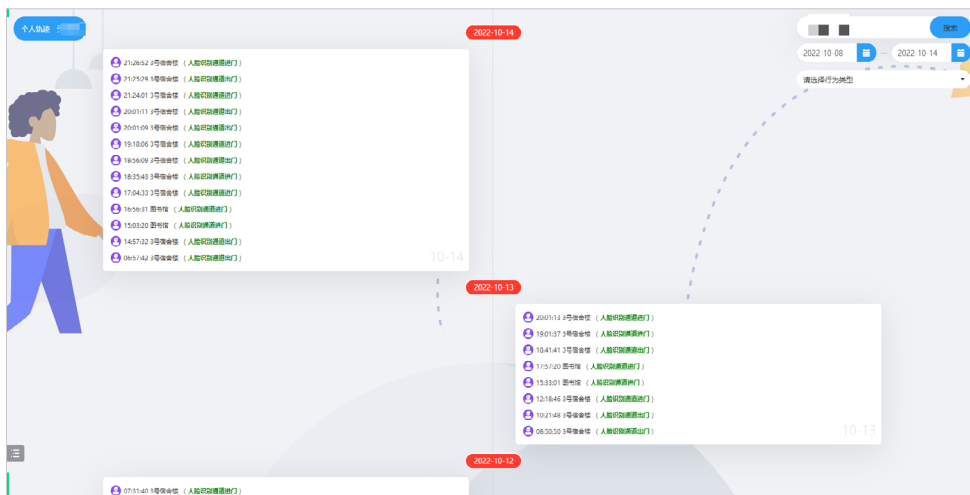 个人轨迹
搜索
2022-10-08 — 2022-10-14
请选择行为类型
2022-10-14
21:26:52 3号宿舍楼 ( 人脸识别通道进门 )
21:25:29 3号宿舍楼 ( 人脸识别通道出门 )
21:24:01 3号宿舍楼 ( 人脸识别通道进门 )
20:01:11 3号宿舍楼 ( 人脸识别通道出门 )
20:01:09 3号宿舍楼 ( 人脸识别通道出门 )
19:18:06 3号宿舍楼 ( 人脸识别通道进门 )
18:56:09 3号宿舍楼 ( 人脸识别通道出门 )
18:35:43 3号宿舍楼 ( 人脸识别通道进门 )
17:04:33 3号宿舍楼 ( 人脸识别通道进门 )
16:56:31 图书馆 ( 人脸识别通道进门 )
15:03:20 图书馆 ( 人脸识别通道进门 )
14:57:32 3号宿舍楼 ( 人脸识别通道出门 )
06:57:42 3号宿舍楼 ( 人脸识别通道出门 )
10-14
2022-10-13
20:01:13 3号宿舍楼 ( 人脸识别通道进门 )
19:01:37 3号宿舍楼 ( 人脸识别通道进门 )
18:41:41 3号宿舍楼 ( 人脸识别通道出门 )
17:57:20 图书馆 ( 人脸识别通道进门 )
15:33:01 图书馆 ( 人脸识别通道进门 )
12:18:46 3号宿舍楼 ( 人脸识别通道进门 )
10:21:48 3号宿舍楼 ( 人脸识别通道出门 )
08:50:50 3号宿舍楼 ( 人脸识别通道出门 )
10-13
2022-10-12
07:31:40 3号宿舍楼 ( 人脸识别通道进门 )